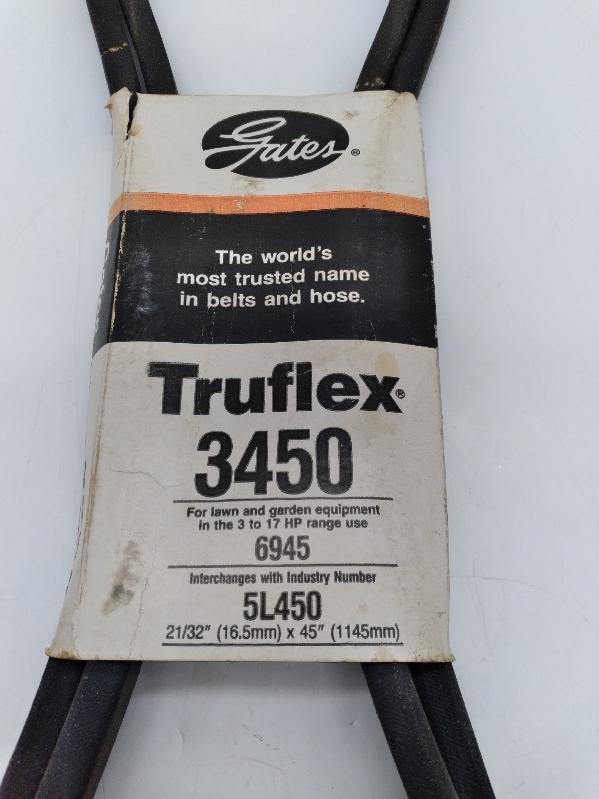 Gates®
The world's
most trusted name
in belts and hose.
Truflex®
3450
For lawn and garden equipment
in the 3 to 17 HP range use
6945
Interchanges with Industry Number
5L450
21/32" (16.5mm) x 45" (1145mm)